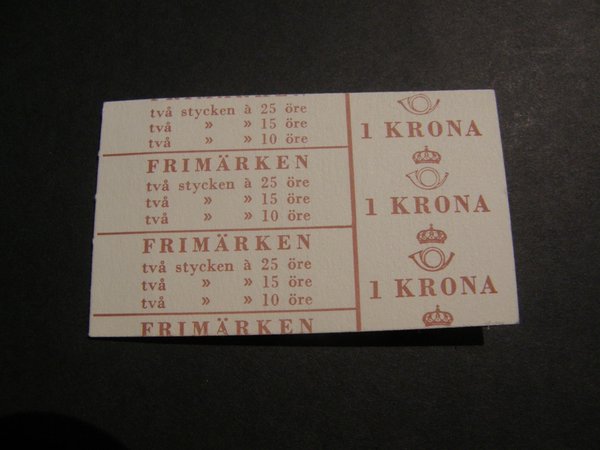 FRIMÄRKEN
två stycken à 25 öre
två » » 15 öre
två » » 10 öre
1 KRONA
FRIMÄRKEN
två stycken à 25 öre
två » » 15 öre
två » » 10 öre
1 KRONA
FRIMÄRKEN
två stycken à 25 öre
två » » 15 öre
två » » 10 öre
1 KRONA
FRIMÄRKEN